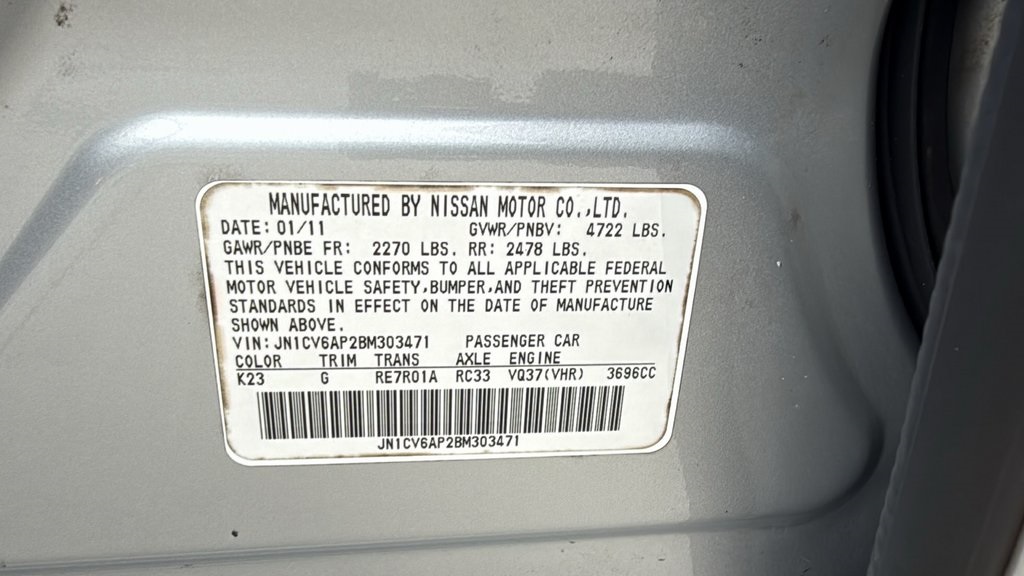 MANUFACTURED BY NISSAN MOTOR CO.,LTD.
DATE: 01/11 GVWR/PNBV: 4722 LBS.
GAWR/PNBE FR: 2270 LBS. RR: 2478 LBS.
THIS VEHICLE CONFORMS TO ALL APPLICABLE FEDERAL
MOTOR VEHICLE SAFETY,BUMPER,AND THEFT PREVENTION
STANDARDS IN EFFECT ON THE DATE OF MANUFACTURE
SHOWN ABOVE.
VIN: JN1CV6AP2BM303471 PASSENGER CAR
COLOR TRIM TRANS AXLE ENGINE
K23 G RE7R01A RC33 VQ37(VHR) 3696CC
JN1CV6AP2BM303471